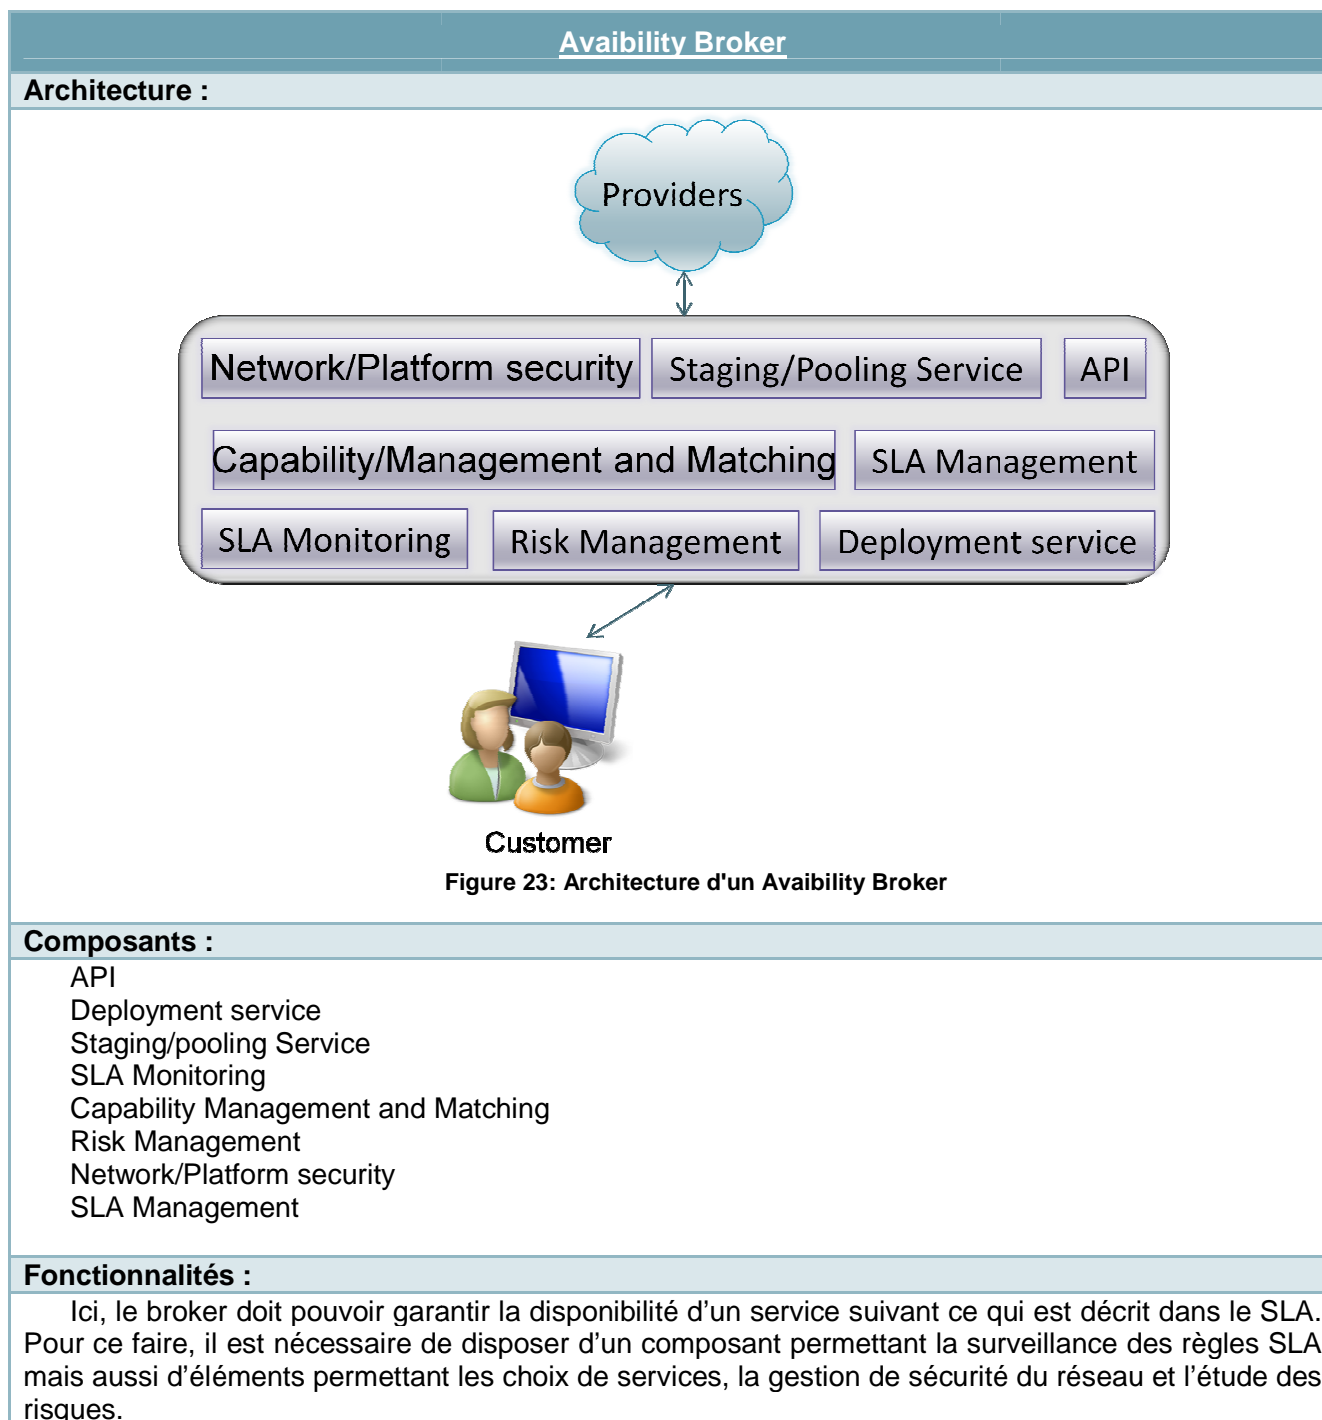 Avaibility Broker
Architecture :
Providers
Network/Platform security
Staging/Pooling Service
API
Capability/Management and Matching
SLA Management
SLA Monitoring
Risk Management
Deployment service
Customer
Figure 23: Architecture d'un Avaibility Broker
Composants :
API
Deployment service
Staging/pooling Service
SLA Monitoring
Capability Management and Matching
Risk Management
Network/Platform security
SLA Management
Fonctionnalités :
Ici, le broker doit pouvoir garantir la disponibilité d’un service suivant ce qui est décrit dans le SLA.
Pour ce faire, il est nécessaire de disposer d’un composant permettant la surveillance des règles SLA
mais aussi d’éléments permettant les choix de services, la gestion de sécurité du réseau et l’étude des
risques.